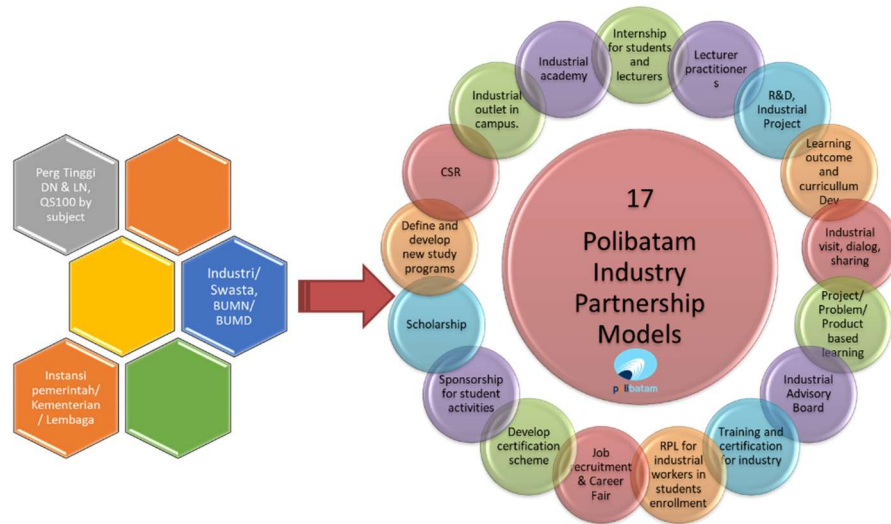 Perg Tinggi
DN & LN,
QS100 by
subject
Industri/
Swasta,
BUMN/
BUMD
Instansi
pemerintah/
Kementerian
/ Lembaga
17
Polibatam
Industry
Partnership
Models
polibatam
Internship
for students
and
lecturers
Lecturer
practitioner
s
R&D,
Industrial
Project
Learning
outcome
and
curricullum
Dev
Industrial
visit, dialog,
sharing
Project/
Problem/
Product
based
learning
Industrial
Advisory
Board
Training and
certification
for industry
RPL for
industrial
workers in
students
enrollment
Job
recruitment
& Career
Fair
Develop
certification
scheme
Sponsorship
for student
activities
Scholarship
Define and
develop
new study
programs
CSR
Industrial
outlet in
campus.
Industrial
academy